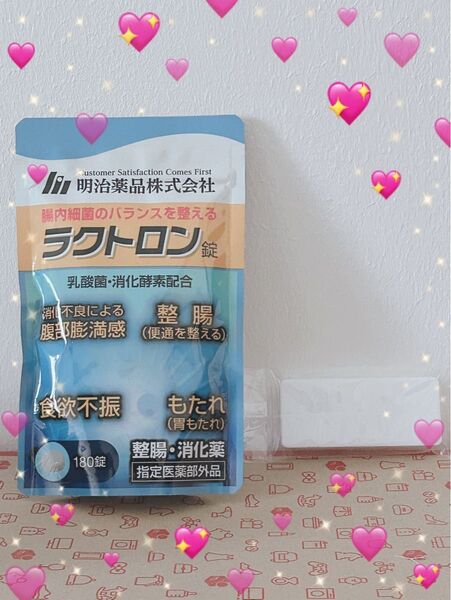 Customer Satisfaction Comes First
明治薬品株式会社
腸内細菌のバランスを整える
ラクトロン錠
乳酸菌・消化酵素配合
消化不良による
腹部膨満感
整腸
(便通を整える)
食欲不振
もたれ
(胃もたれ)
180錠
整腸・消化薬
指定医薬部外品